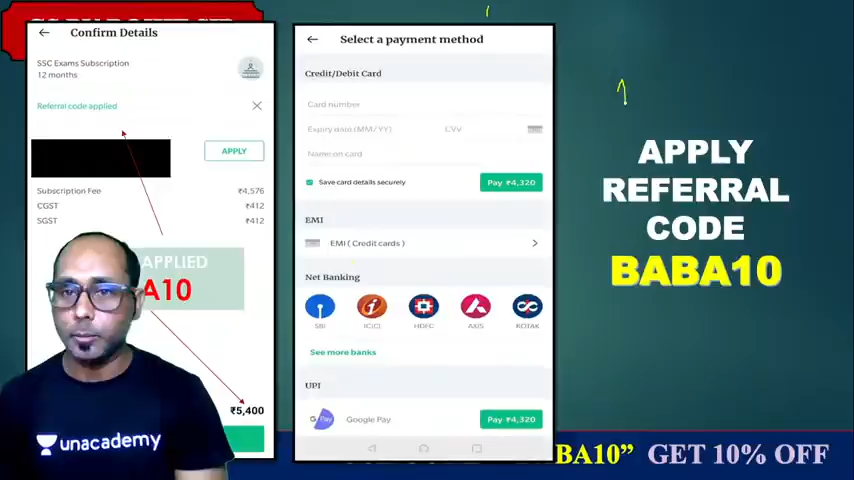 Confirm Details
SSC Exams Subscription
12 months
Referral code applied
APPLY
Subscription Fee ₹4,576
CGST ₹412
SGST ₹412
APPLIED
A10
₹5,400
unacademy
Select a payment method
Credit/Debit Card
Card number
Expiry date (MM/YY) CVV
Name on card
Save card details securely
Pay ₹4,320
EMI
EMI ( Credit cards )
Net Banking
SBI ICICI HDFC AXIS KOTAK
See more banks
UPI
G Pay Google Pay
Pay ₹4,320
APPLY
REFERRAL
CODE
BABA10
BA10” GET 10% OFF